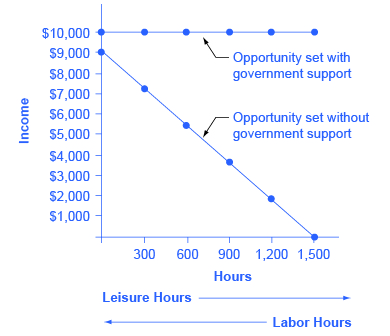 $10,000
$9,000
$8,000
$7,000
$6,000
$5,000
$4,000
$3,000
$2,000
$1,000
Income
Opportunity set with
government support
Opportunity set without
government support
300 600 900 1,200 1,500
Hours
Leisure Hours
Labor Hours